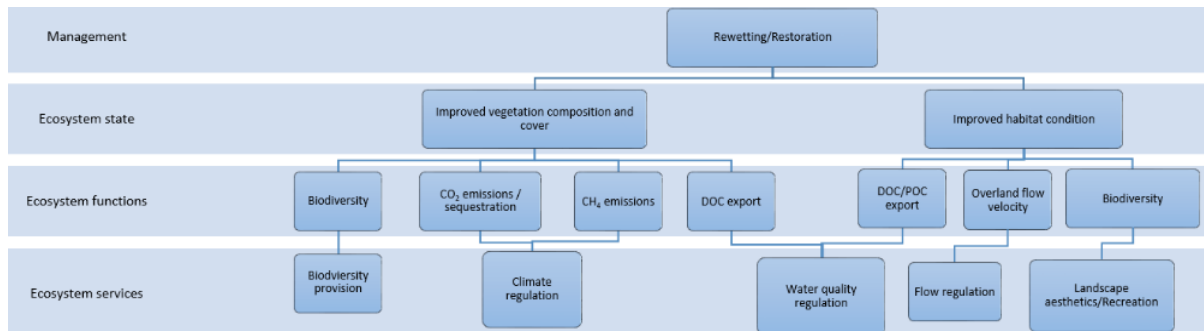 Management
Rewetting/Restoration
Ecosystem state
Improved vegetation composition and
cover
Improved habitat condition
Ecosystem functions
Biodiversity
CO₂ emissions /
sequestration
CH₄ emissions
DOC export
DOC/POC
export
Overland flow
velocity
Biodiversity
Ecosystem services
Biodviersity
provision
Climate
regulation
Water quality
regulation
Flow regulation
Landscape
aesthetics/Recreation